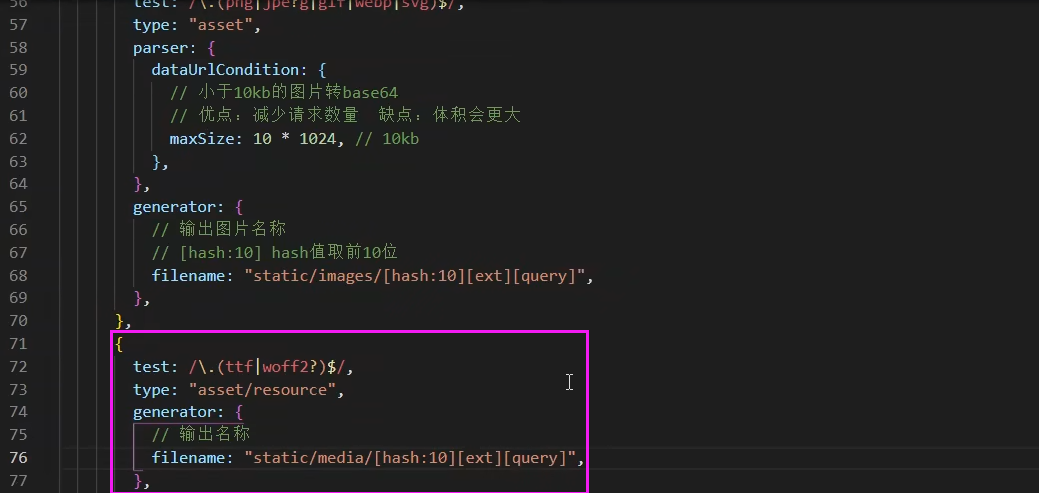 56 test: /\.(png|jpe?g|gif|webp|svg)$/,
57 type: "asset",
58 parser: {
59 dataUrlCondition: {
60 // 小于10kb的图片转base64
61 // 优点：减少请求数量  缺点：体积会更大
62 maxSize: 10 * 1024, // 10kb
63 },
64 },
65 generator: {
66 // 输出图片名称
67 // [hash:10] hash值取前10位
68 filename: "static/images/[hash:10][ext][query]",
69 },
70 },
71 {
72 test: /\.(ttf|woff2?)$/,
73 type: "asset/resource",
74 generator: {
75 // 输出名称
76 filename: "static/media/[hash:10][ext][query]",
77 },